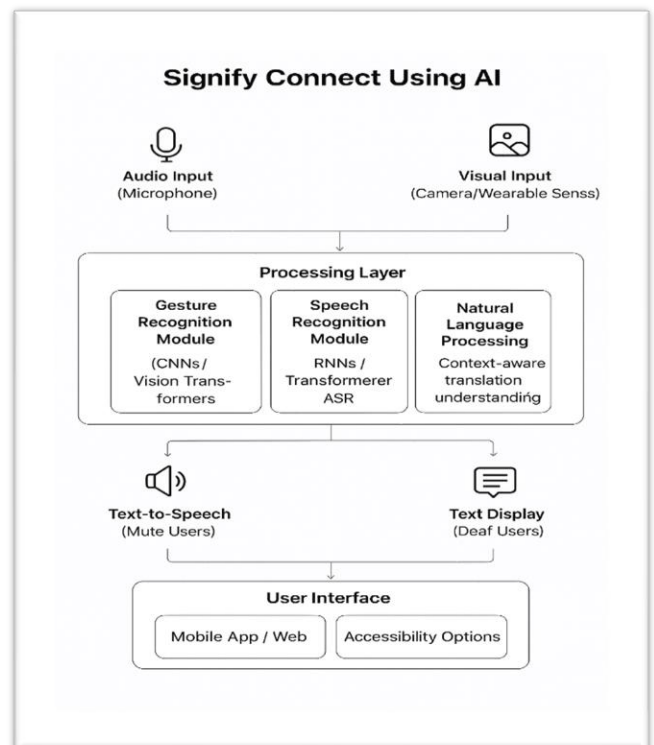 Signify Connect Using AI
Audio Input
(Microphone)
Visual Input
(Camera/Wearable Senss)
Processing Layer
Gesture
Recognition
Module
(CNNs /
Vision Trans-
formers
Speech
Recognition
Module
RNNs /
Transformerer
ASR
Natural
Language
Processing
Context-aware
translation
understanding
Text-to-Speech
(Mute Users)
Text Display
(Deaf Users)
User Interface
Mobile App / Web
Accessibility Options